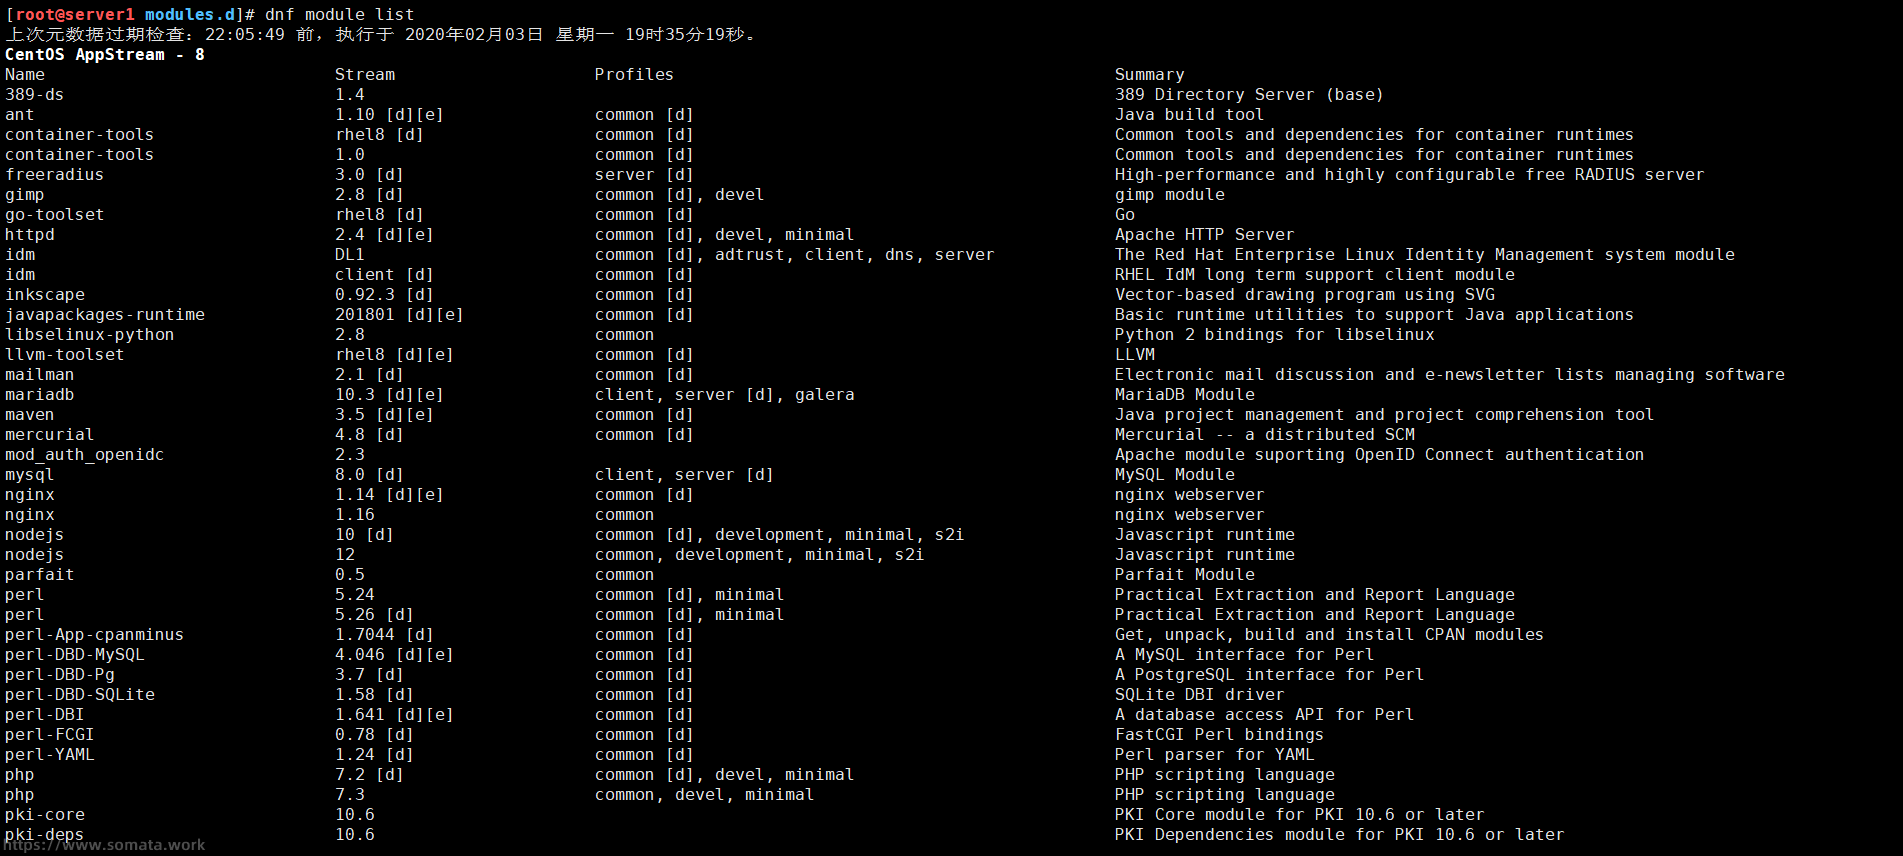 [root@server1 modules.d]# dnf module list
上次元数据过期检查：22:05:49 前，执行于 2020年02月03日 星期一 19时35分19秒。
CentOS AppStream - 8
Name Stream Profiles Summary
389-ds 1.4 389 Directory Server (base)
ant 1.10 [d][e] common [d] Java build tool
container-tools rhel8 [d] common [d] Common tools and dependencies for container runtimes
container-tools 1.0 common [d] Common tools and dependencies for container runtimes
freeradius 3.0 [d] server [d] High-performance and highly configurable free RADIUS server
gimp 2.8 [d] common [d], devel gimp module
go-toolset rhel8 [d] common [d] Go
httpd 2.4 [d][e] common [d], devel, minimal Apache HTTP Server
idm DL1 common [d], adtrust, client, dns, server The Red Hat Enterprise Linux Identity Management system module
idm client [d] common [d] RHEL IdM long term support client module
inkscape 0.92.3 [d] common [d] Vector-based drawing program using SVG
javapackages-runtime 201801 [d][e] common [d] Basic runtime utilities to support Java applications
libselinux-python 2.8 common Python 2 bindings for libselinux
llvm-toolset rhel8 [d][e] common [d] LLVM
mailman 2.1 [d] common [d] Electronic mail discussion and e-newsletter lists managing software
mariadb 10.3 [d][e] client, server [d], galera MariaDB Module
maven 3.5 [d][e] common [d] Java project management and project comprehension tool
mercurial 4.8 [d] common [d] Mercurial -- a distributed SCM
mod_auth_openidc 2.3 Apache module suporting OpenID Connect authentication
mysql 8.0 [d] client, server [d] MySQL Module
nginx 1.14 [d][e] common [d] nginx webserver
nginx 1.16 common nginx webserver
nodejs 10 [d] common [d], development, minimal, s2i Javascript runtime
nodejs 12 common, development, minimal, s2i Javascript runtime
parfait 0.5 common Parfait Module
perl 5.24 common [d], minimal Practical Extraction and Report Language
perl 5.26 [d] common [d], minimal Practical Extraction and Report Language
perl-App-cpanminus 1.7044 [d] common [d] Get, unpack, build and install CPAN modules
perl-DBD-MySQL 4.046 [d][e] common [d] A MySQL interface for Perl
perl-DBD-Pg 3.7 [d] common [d] A PostgreSQL interface for Perl
perl-DBD-SQLite 1.58 [d] common [d] SQLite DBI driver
perl-DBI 1.641 [d][e] common [d] A database access API for Perl
perl-FCGI 0.78 [d] common [d] FastCGI Perl bindings
perl-YAML 1.24 [d] common [d] Perl parser for YAML
php 7.2 [d] common [d], devel, minimal PHP scripting language
php 7.3 common, devel, minimal PHP scripting language
pki-core 10.6 PKI Core module for PKI 10.6 or later
pki-deps 10.6 PKI Dependencies module for PKI 10.6 or later
https://www.somata.work